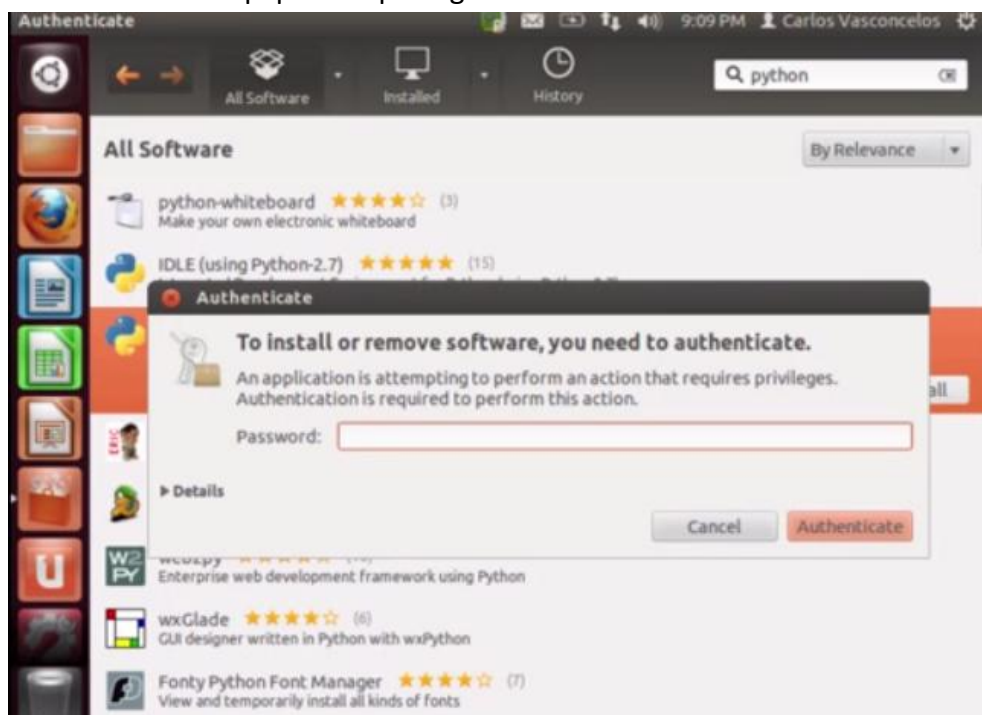 Authenticate
9:09 PM Carlos Vasconcelos
All Software
Installed
History
python
All Software
By Relevance
python-whiteboard (3)
Make your own electronic whiteboard
IDLE (using Python-2.7) (15)
Authenticate
To install or remove software, you need to authenticate.
An application is attempting to perform an action that requires privileges.
Authentication is required to perform this action.
all
Password:
ERIC
Details
Cancel
Authenticate
W2
PY
Enterprise web development framework using Python
wxGlade (6)
GUI designer written in Python with wxPython
Fonty Python Font Manager (7)
View and temporarily install all kinds of fonts